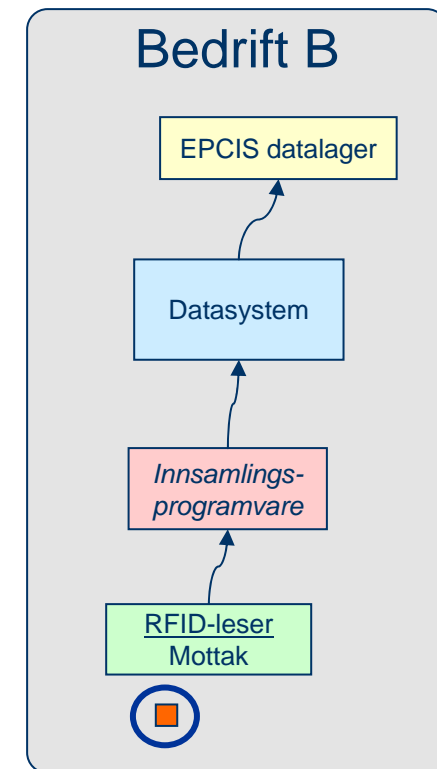 Bedrift B
EPCIS datalager
Datasystem
Innsamlings-
programvare
RFID-leser
Mottak